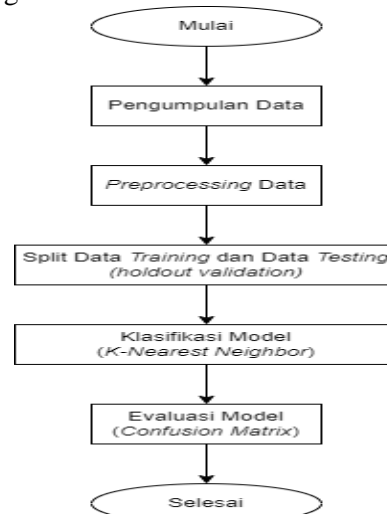 Mulai
Pengumpulan Data
Preprocessing Data
Split Data Training dan Data Testing
(holdout validation)
Klasifikasi Model
(K-Nearest Neighbor)
Evaluasi Model
(Confusion Matrix)
Selesai